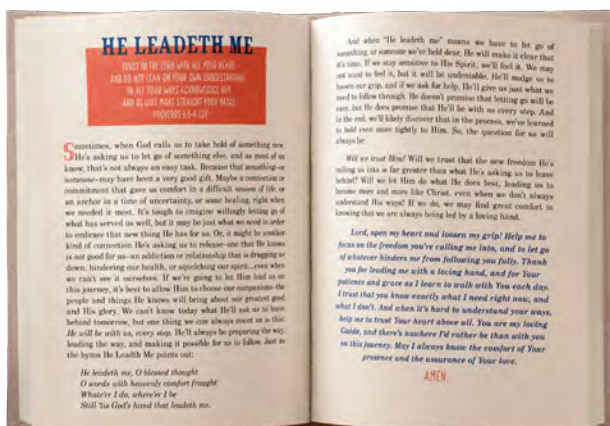 HE LEADETH ME
TRUST IN THE LORD WITH ALL YOUR HEART,
AND DO NOT LEAN ON YOUR OWN UNDERSTANDING.
IN ALL YOUR WAYS ACKNOWLEDGE HIM,
AND HE WILL MAKE STRAIGHT YOUR PATHS.
PROVERBS 3:5-6 ESV
Sometimes, when God calls us to take hold of something new,
He's asking us to let go of something else, and as most of us
know, that's not always an easy task. Because that something–or
someone–may have been a very good gift. Maybe a connection or
commitment that gave us comfort in a difficult season of life, or
an anchor in a time of uncertainty, or some healing, right when
we needed it most. It's tough to imagine willingly letting go of
what has served us well, but it may be just what we need in order
to embrace that new thing He has for us. Or, it might be another
kind of connection He's asking us to release–one that He knows
is not good for us–an addiction or relationship that is dragging us
down, hindering our health, or squelching our spirit...even when
we can't see it ourselves. If we're going to let Him lead us on
this journey, it's best to allow Him to choose our companions–the
people and things He knows will bring about our greatest good
and His glory. We can't know today what He'll ask us to leave
behind tomorrow, but one thing we can always count on is this:
He will be with us, every step. He'll always be preparing the way,
leading the way, and making it possible for us to follow. Just as
the hymn He Leadth Me points out:
He leadeth me, O blessed thought
O words with heavenly comfort fraught
Whate'er I do, where'er I be
Still 'tis God's hand that leadeth me.
And when "He leadeth me" means we have to let go of
something, or someone we've held dear, He will make it clear that
it's time. If we stay sensitive to His Spirit, we'll feel it. We may
not want to feel it, but it will be undeniable. He'll nudge us to
loosen our grip, and if we ask for help, He'll give us just what we
need to follow through. He doesn't promise that letting go will be
easy, but He does promise that He'll be with us every step. And
in the end, we'll likely discover that in the process, we've learned
to hold even more tightly to Him. So, the question for us will
always be:
Will we trust Him? Will we trust that the new freedom He's
calling us into is far greater than what He's asking us to leave
behind? Will we let Him do what He does best, leading us to
become more and more like Christ, even when we don't always
understand His ways? If we do, we may find great comfort in
knowing that we are always being led by a loving hand.
Lord, open my heart and loosen my grip! Help me to
focus on the freedom you're calling me into, and to let go
of whatever hinders me from following you fully. Thank
you for leading me with a loving hand, and for Your
patience and grace as I learn to walk with You each day.
I trust that you know exactly what I need right now, and
what I don't. And when it's hard to understand your ways,
help me to trust Your heart above all. You are my loving
Guide, and there's nowhere I'd rather be than with you
on this journey. May I always know the comfort of Your
presence and the assurance of Your love.
AMEN.